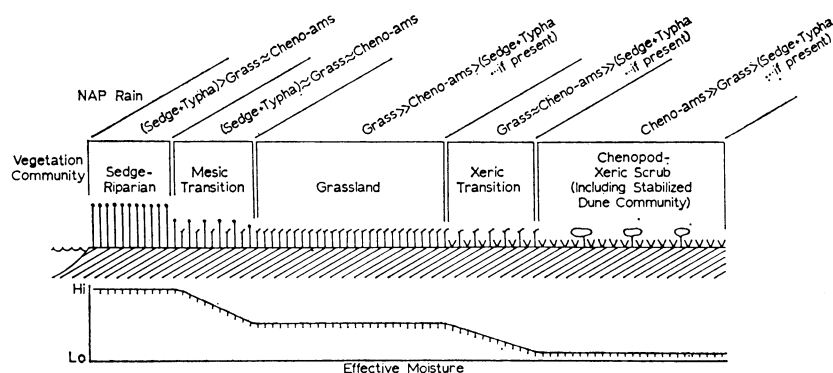 NAP Rain
(Sedge+Typha)>Grass≈Cheno-ams
(Sedge+Typha)~Grass≈Cheno-ams
Grass≫Cheno-ams>(Sedge+Typha
...if present)
Grass≈Cheno-ams≫(Sedge+Typha
...if present)
Cheno-ams≫Grass>(Sedge+Typha
...if present)
Vegetation
Community
Sedge-
Riparian
Mesic
Transition
Grassland
Xeric
Transition
Chenopod-
Xeric Scrub
(Including Stabilized
Dune Community)
Hi
Lo
Effective Moisture